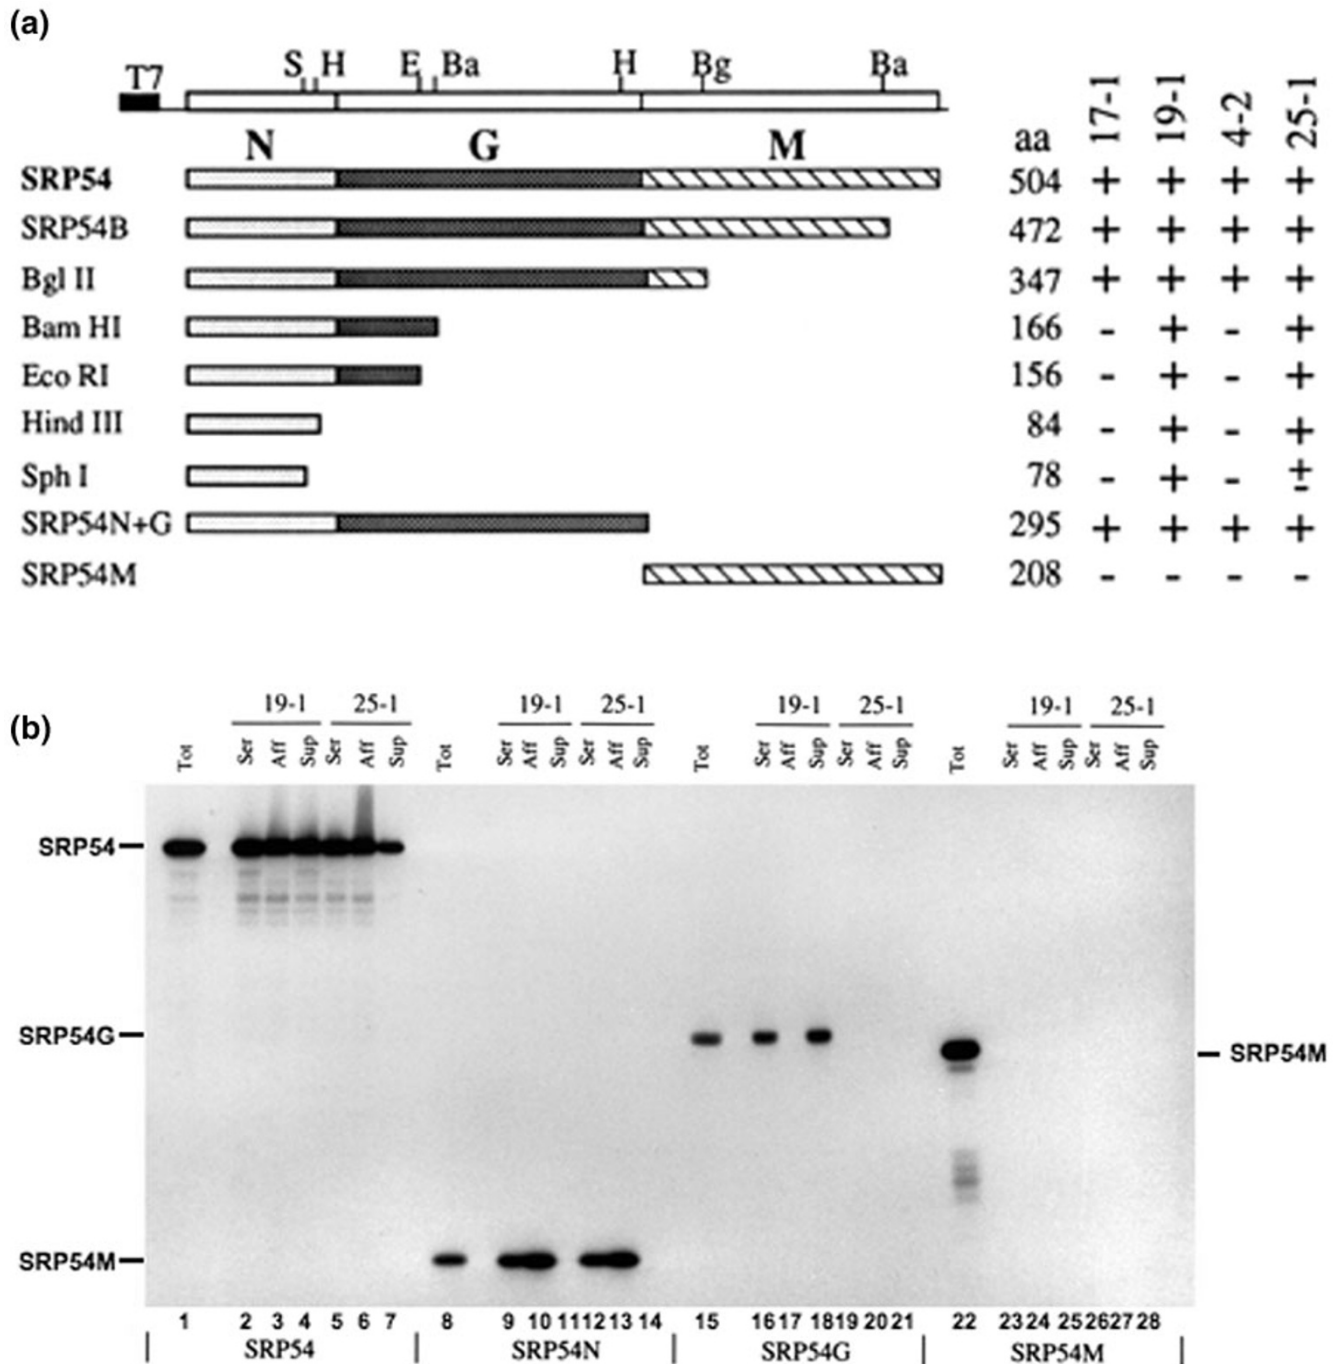 (a)
T7 S H E Ba H Bg Ba
N G M aa 17-1 19-1 4-2 25-1
SRP54 504 + + + +
SRP54B 472 + + + +
Bgl II 347 + + + +
Bam HI 166 - + - +
Eco RI 156 - + - +
Hind III 84 - + - +
Sph I 78 - + - ±
SRP54N+G 295 + + + +
SRP54M 208 - - - -
(b)
19-1 25-1 19-1 25-1 19-1 25-1 19-1 25-1
Tot Ser Aff Sup Ser Aff Sup Tot Ser Aff Sup Ser Aff Sup Tot Ser Aff Sup Ser Aff Sup Tot Ser Aff Sup Ser Aff Sup
SRP54
SRP54G
SRP54M
SRP54M
1 2 3 4 5 6 7 8 9 10 11 12 13 14 15 16 17 18 19 20 21 22 23 24 25 26 27 28
SRP54 SRP54N SRP54G SRP54M